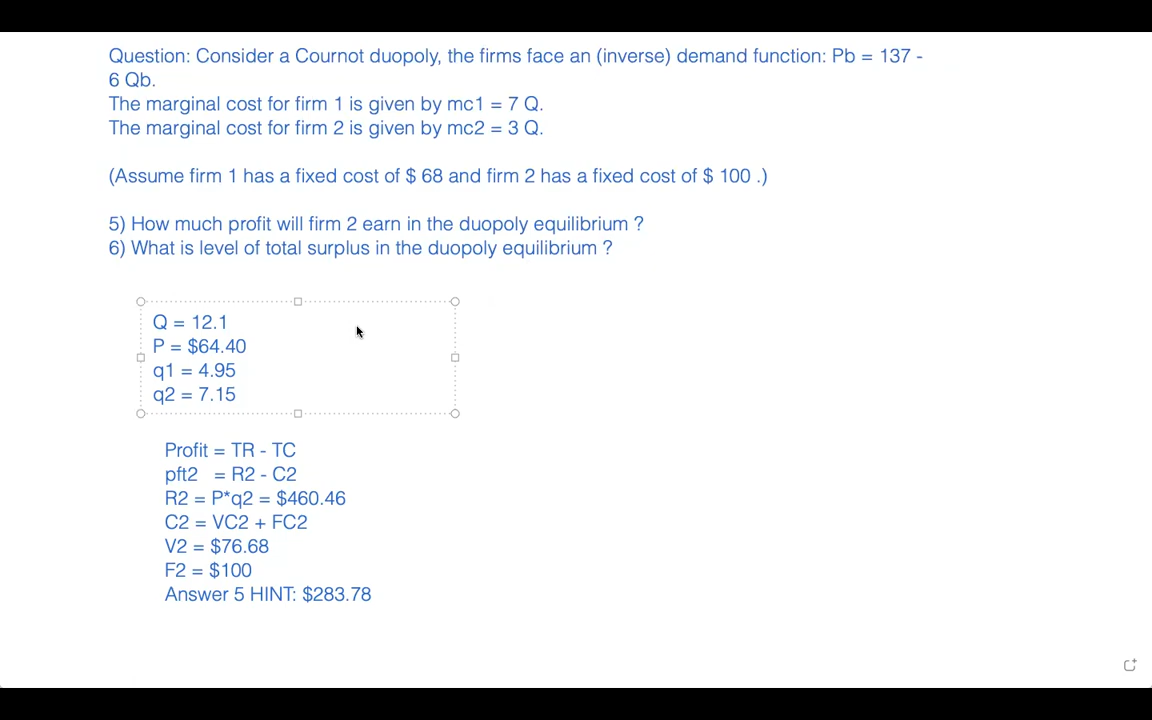 Question: Consider a Cournot duopoly, the firms face an (inverse) demand function: Pb = 137 -
6 Qb.
The marginal cost for firm 1 is given by mc1 = 7 Q.
The marginal cost for firm 2 is given by mc2 = 3 Q.
(Assume firm 1 has a fixed cost of $ 68 and firm 2 has a fixed cost of $ 100 .)
5) How much profit will firm 2 earn in the duopoly equilibrium ?
6) What is level of total surplus in the duopoly equilibrium ?
Q = 12.1
P = $64.40
q1 = 4.95
q2 = 7.15
Profit = TR - TC
pft2 = R2 - C2
R2 = P*q2 = $460.46
C2 = VC2 + FC2
V2 = $76.68
F2 = $100
Answer 5 HINT: $283.78